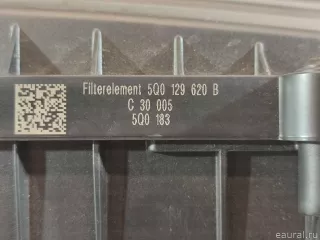 Filterelement 5Q0 129 620 B
C 30 005
5Q0 183
eaural.ru